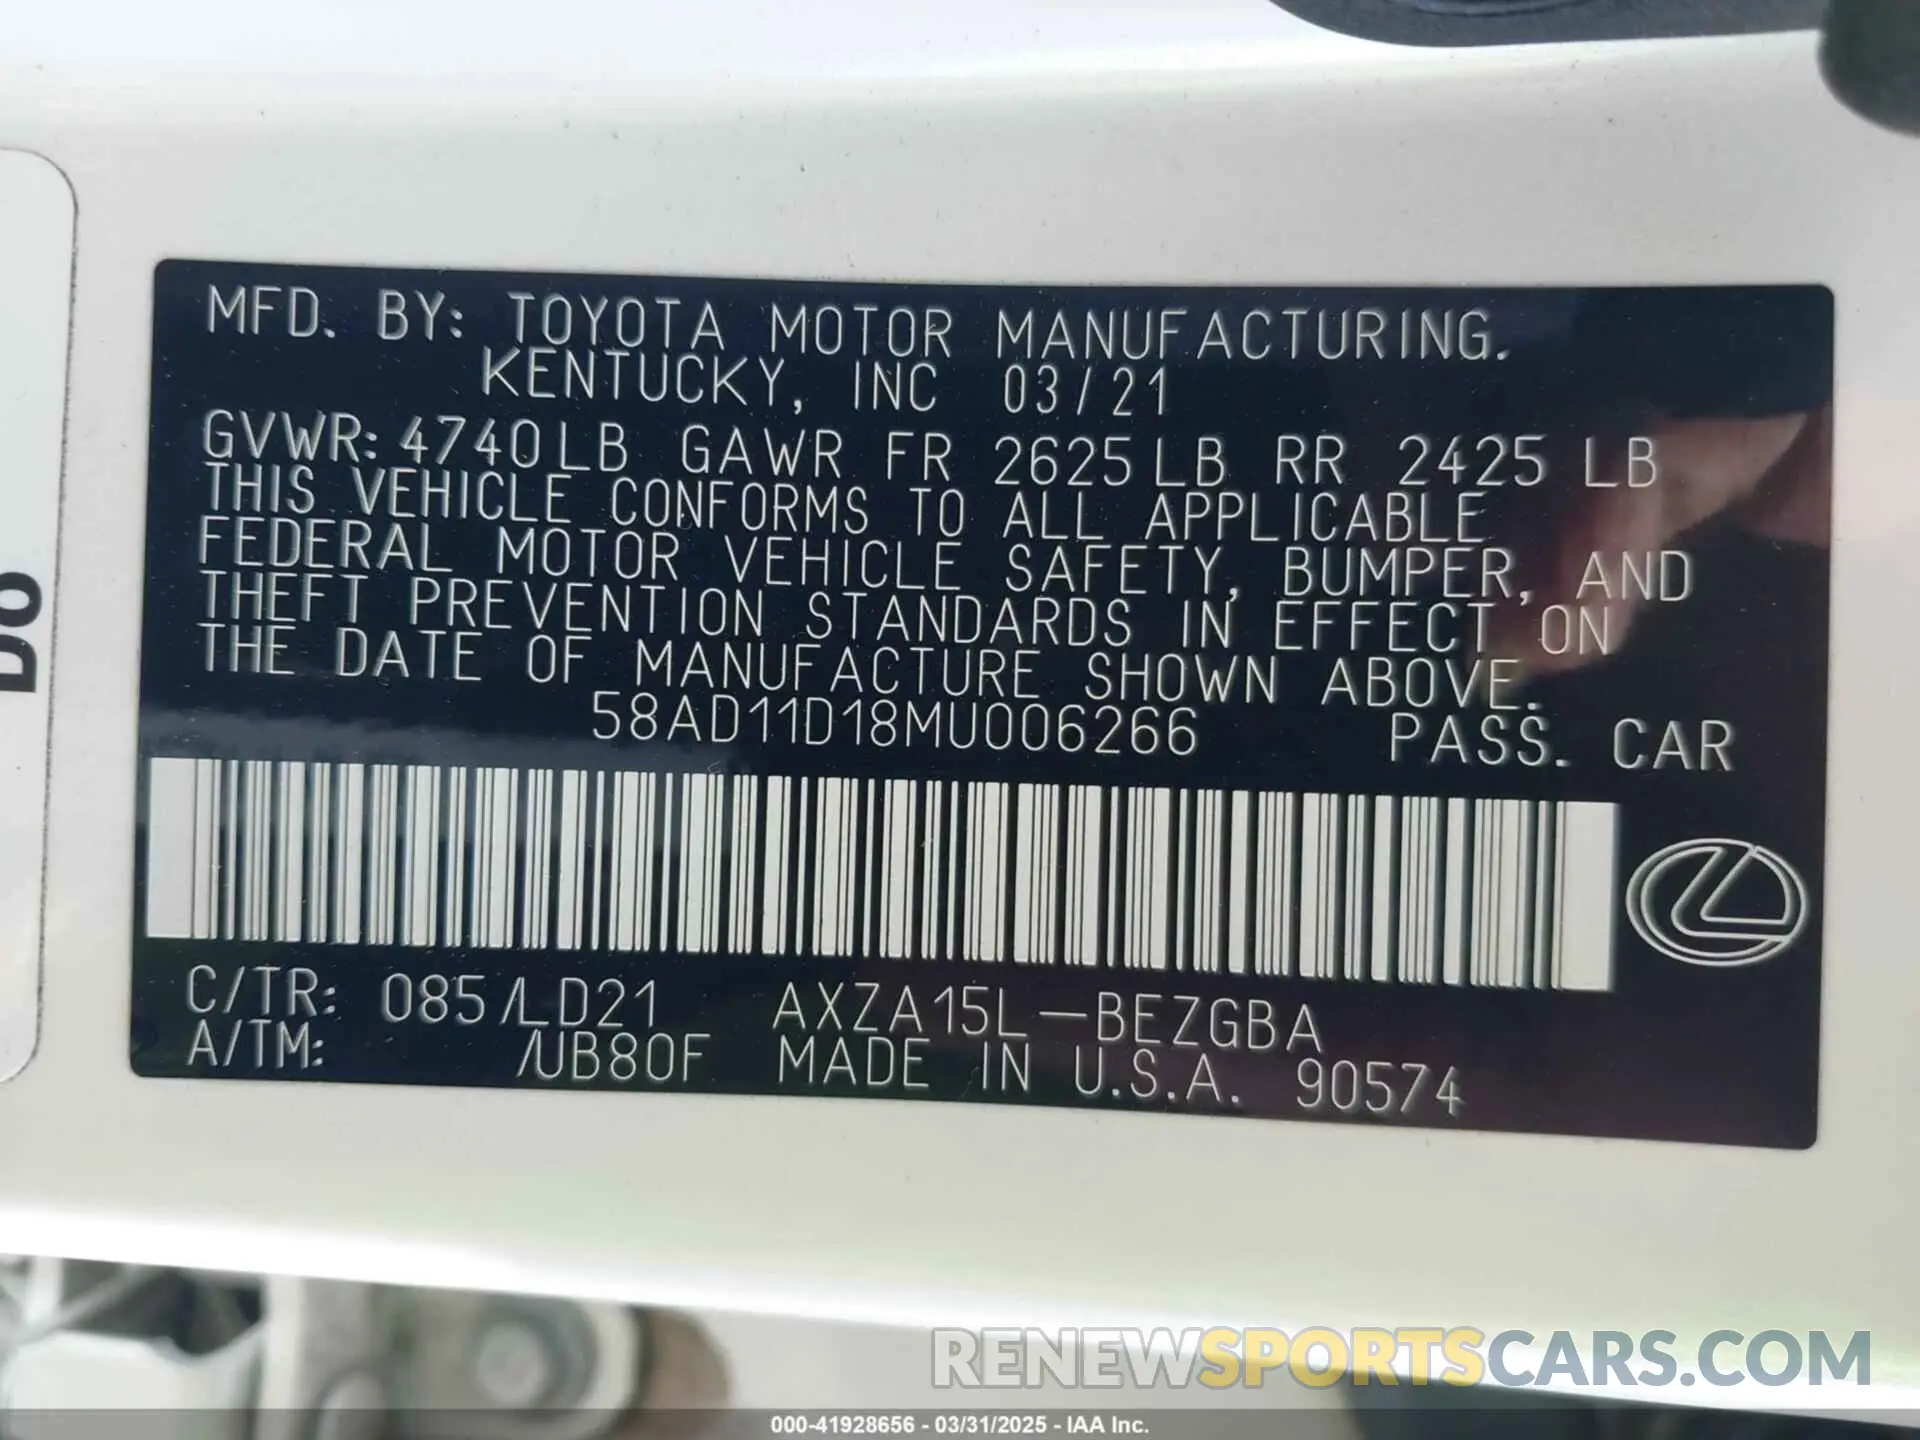 MFD. BY: TOYOTA MOTOR MANUFACTURING.
KENTUCKY, INC 03/21
GVWR: 4740LB GAWR FR 2625LB RR 2425 LB
THIS VEHICLE CONFORMS TO ALL APPLICABLE
FEDERAL MOTOR VEHICLE SAFETY, BUMPER, AND
THEFT PREVENTION STANDARDS IN EFFECT ON
THE DATE OF MANUFACTURE SHOWN ABOVE.
58AD11D18MU006266 PASS. CAR
C/TR: 085/LD21 AXZA15L-BEZGBA
A/TM: /UB80F MADE IN U.S.A. 90574
RENEWSPORTSCARS.COM
000-41928656 - 03/31/2025 - IAA Inc.